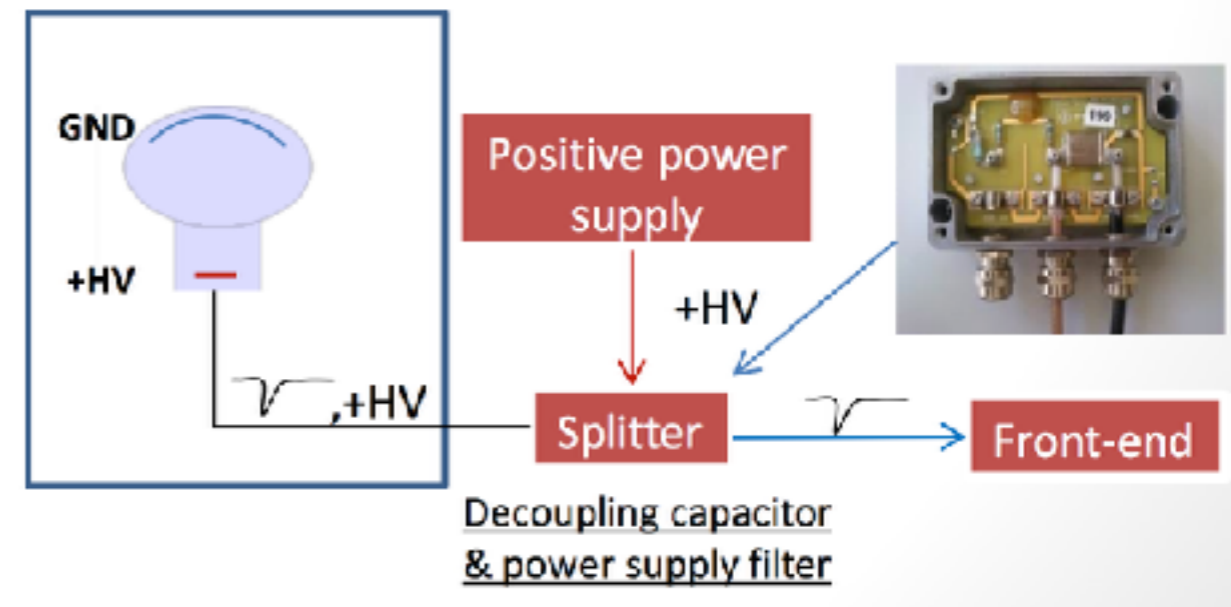 GND
+HV
,+HV
Positive power
supply
+HV
Splitter
Decoupling capacitor
& power supply filter
Front-end